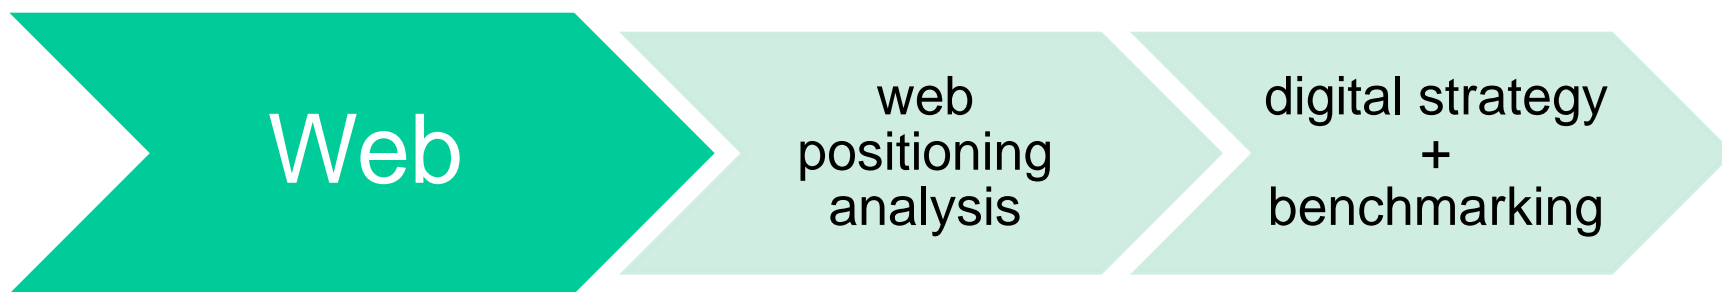 Web
web
positioning
analysis
digital strategy
+
benchmarking